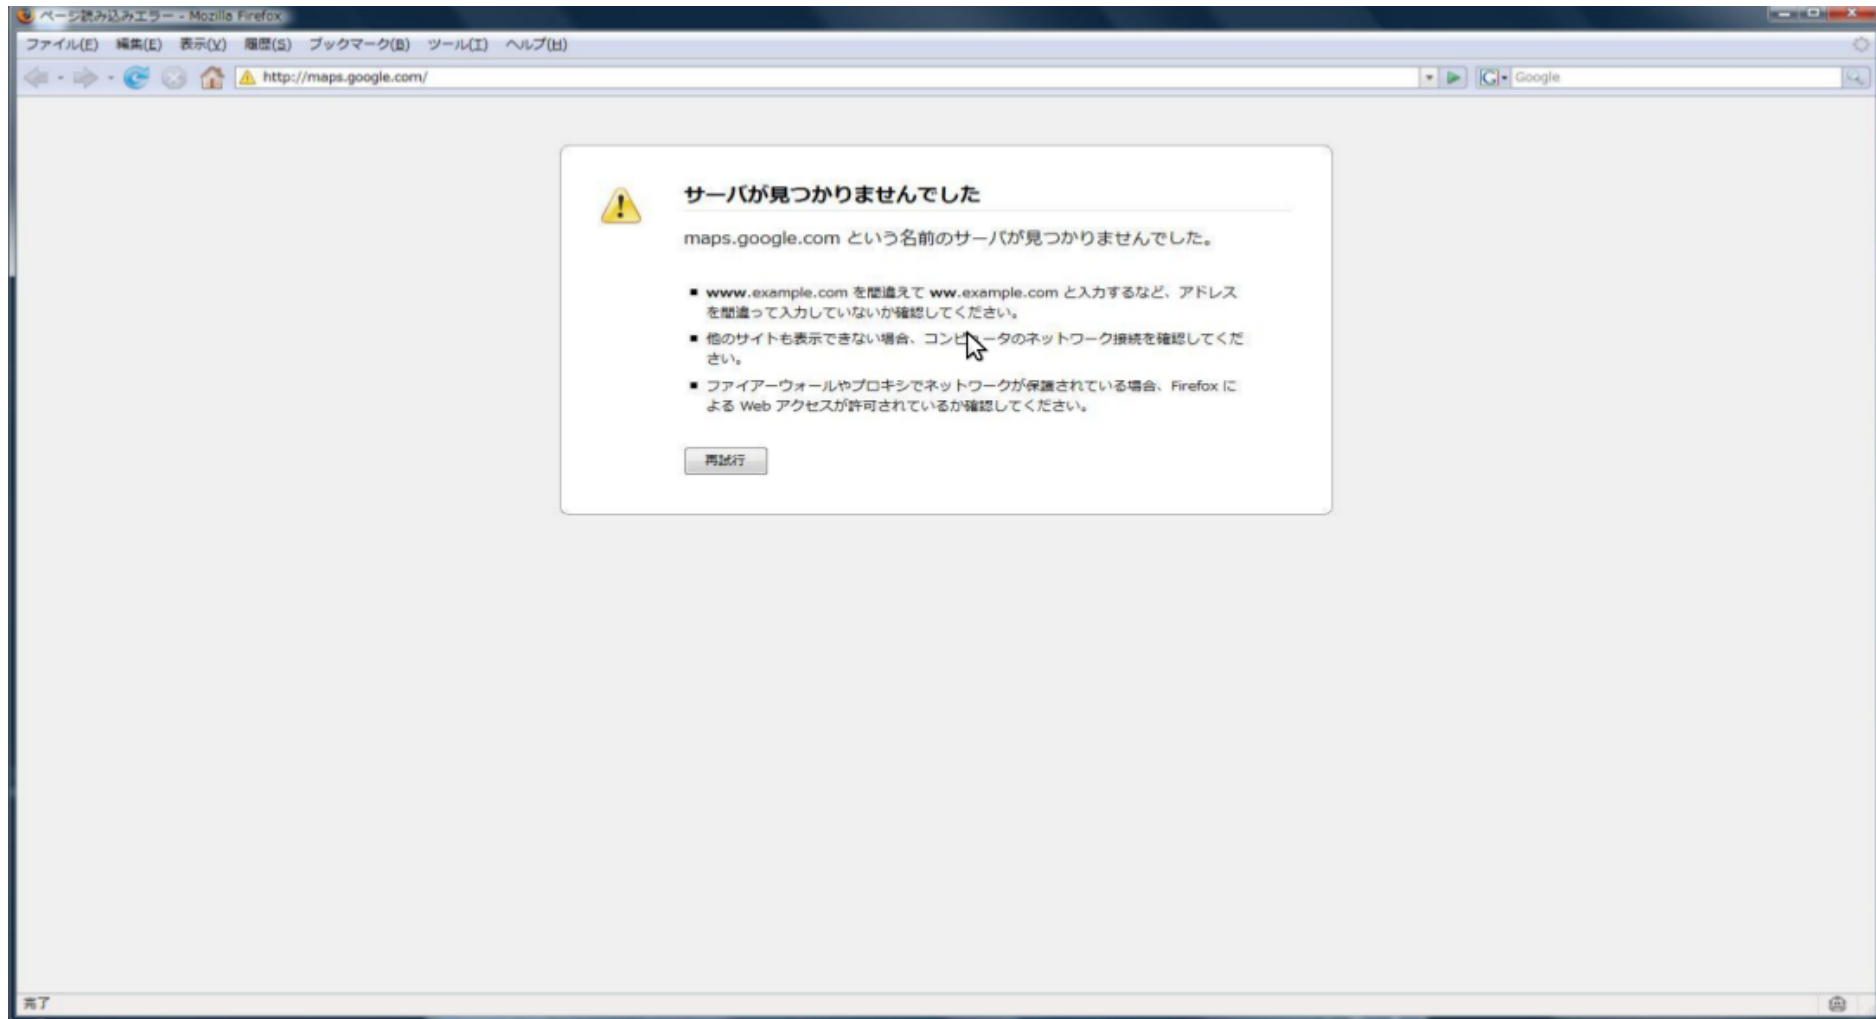 ページ読み込みエラー - Mozilla Firefox
ファイル(F) 編集(E) 表示(V) 履歴(S) ブックマーク(B) ツール(T) ヘルプ(H)
http://maps.google.com/ Google
サーバが見つかりませんでした
maps.google.com という名前のサーバが見つかりませんでした。
www.example.com を間違えて ww.example.com と入力するなど、アドレス
を間違って入力していないか確認してください。
他のサイトも表示できない場合、コンピュータのネットワーク接続を確認してくだ
さい。
ファイアーウォールやプロキシでネットワークが保護されている場合、Firefox に
よる Web アクセスが許可されているか確認してください。
再試行
完了